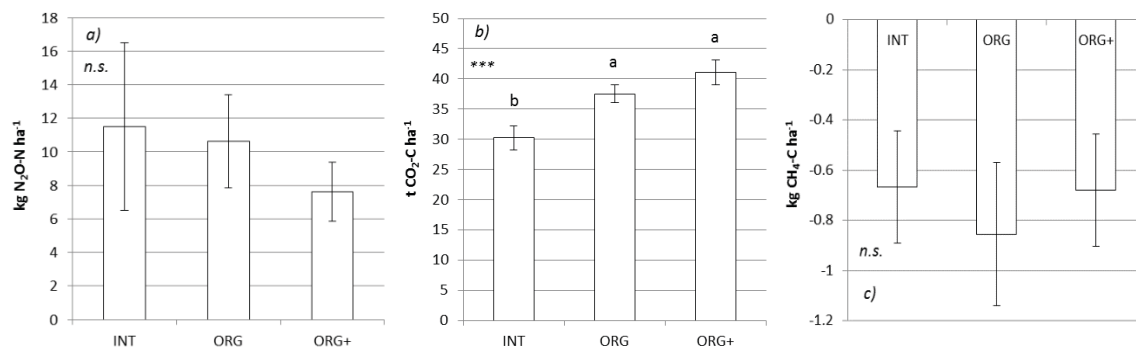 kg N₂O-N ha⁻¹
18
16
14
12
10
8
6
4
2
0
a)
n.s.
INT ORG ORG+
t CO₂-C ha⁻¹
50
45
40
35
30
25
20
15
10
5
0
b)
***
b
a
a
INT ORG ORG+
kg CH₄-C ha⁻¹
0
-0.2
-0.4
-0.6
-0.8
-1
-1.2
INT ORG ORG+
n.s.
c)